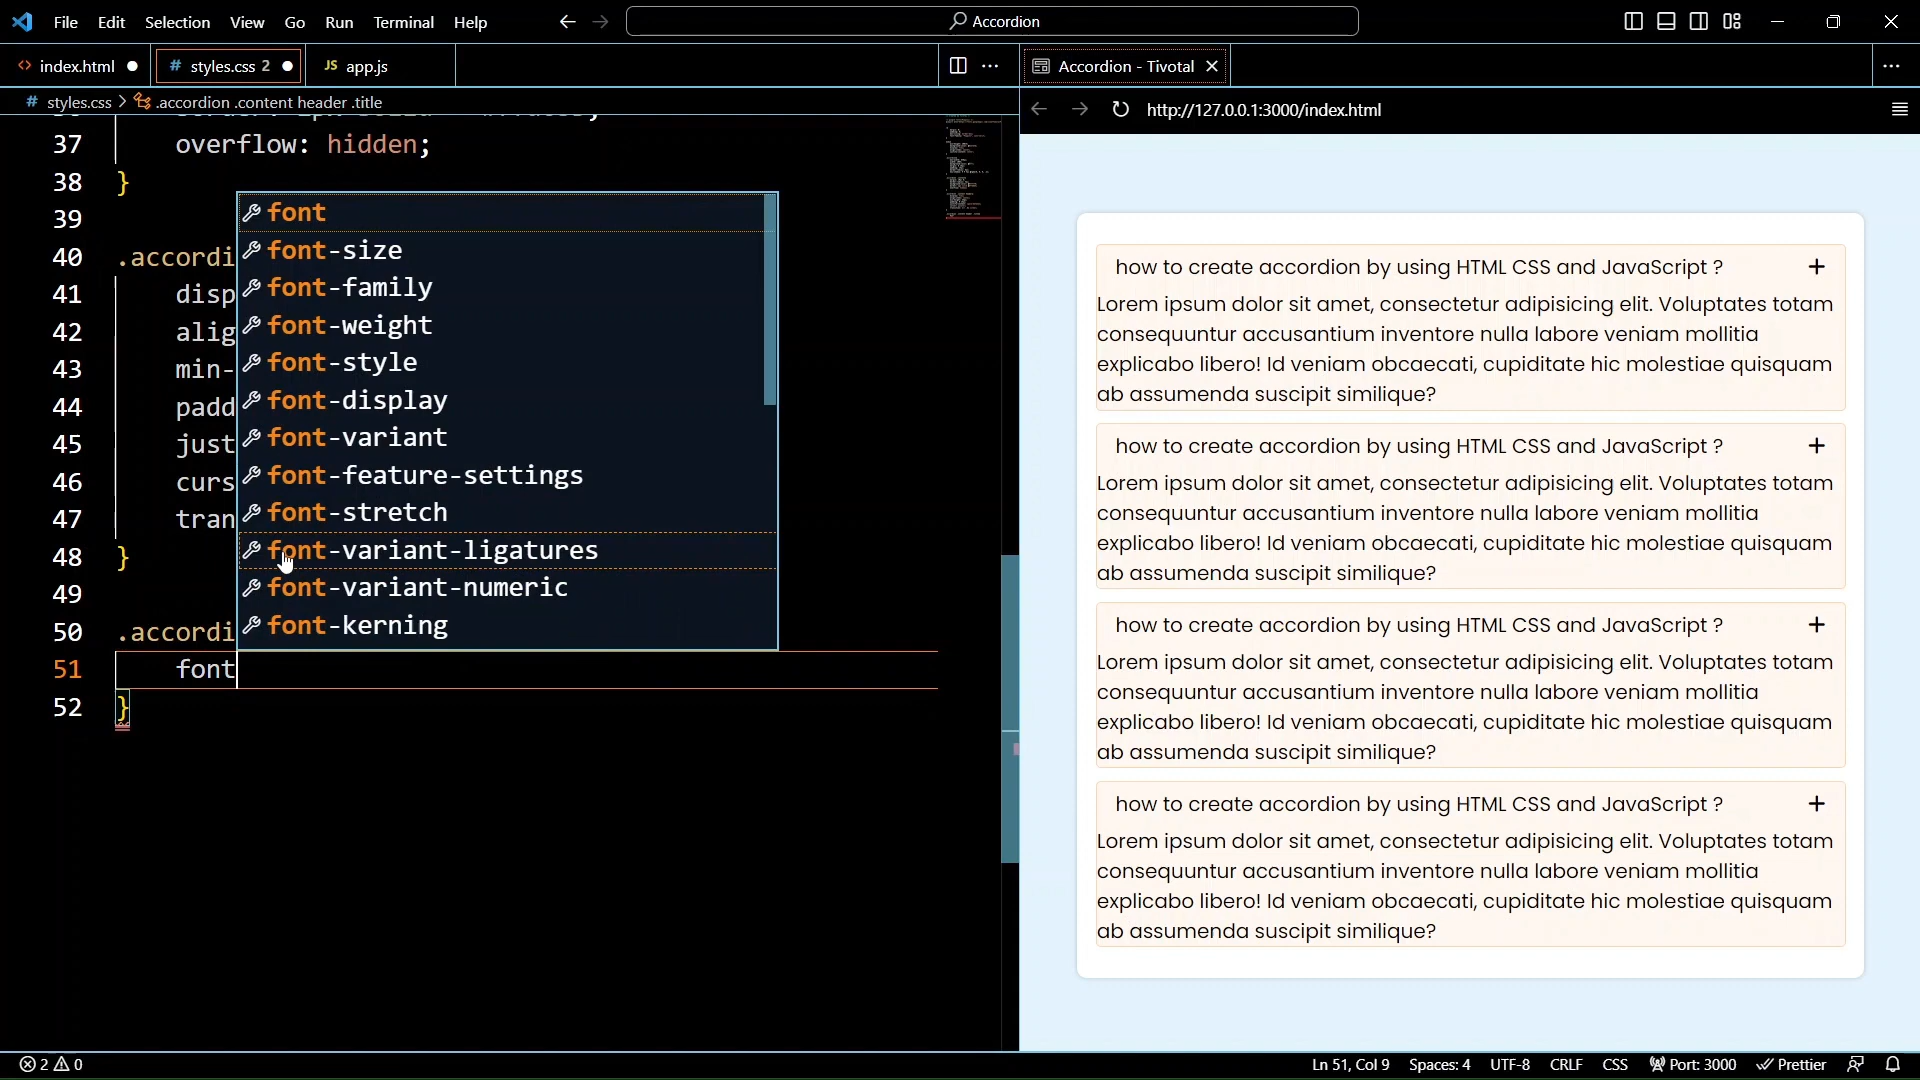 File Edit Selection View Go Run Terminal Help
Accordion
index.html
# styles.css 2
JS app.js
Accordion - Tivotal
# styles.css > .accordion .content header .title
http://127.0.0.1:3000/index.html
37 overflow: hidden;
38 }
39
40 .accordi
41 disp
42 alig
43 min-
44 padd
45 just
46 curs
47 tran
48 }
49
50 .accordi
51 font
52 }
font
font-size
font-family
font-weight
font-style
font-display
font-variant
font-feature-settings
font-stretch
font-variant-ligatures
font-variant-numeric
font-kerning
how to create accordion by using HTML CSS and JavaScript ? +
Lorem ipsum dolor sit amet, consectetur adipisicing elit. Voluptates totam
consequuntur accusantium inventore nulla labore veniam mollitia
explicabo libero! Id veniam obcaecati, cupiditate hic molestiae quisquam
ab assumenda suscipit similique?
how to create accordion by using HTML CSS and JavaScript ? +
Lorem ipsum dolor sit amet, consectetur adipisicing elit. Voluptates totam
consequuntur accusantium inventore nulla labore veniam mollitia
explicabo libero! Id veniam obcaecati, cupiditate hic molestiae quisquam
ab assumenda suscipit similique?
how to create accordion by using HTML CSS and JavaScript ? +
Lorem ipsum dolor sit amet, consectetur adipisicing elit. Voluptates totam
consequuntur accusantium inventore nulla labore veniam mollitia
explicabo libero! Id veniam obcaecati, cupiditate hic molestiae quisquam
ab assumenda suscipit similique?
how to create accordion by using HTML CSS and JavaScript ? +
Lorem ipsum dolor sit amet, consectetur adipisicing elit. Voluptates totam
consequuntur accusantium inventore nulla labore veniam mollitia
explicabo libero! Id veniam obcaecati, cupiditate hic molestiae quisquam
ab assumenda suscipit similique?
2 0
Ln 51, Col 9 Spaces: 4 UTF-8 CRLF CSS Port: 3000 Prettier